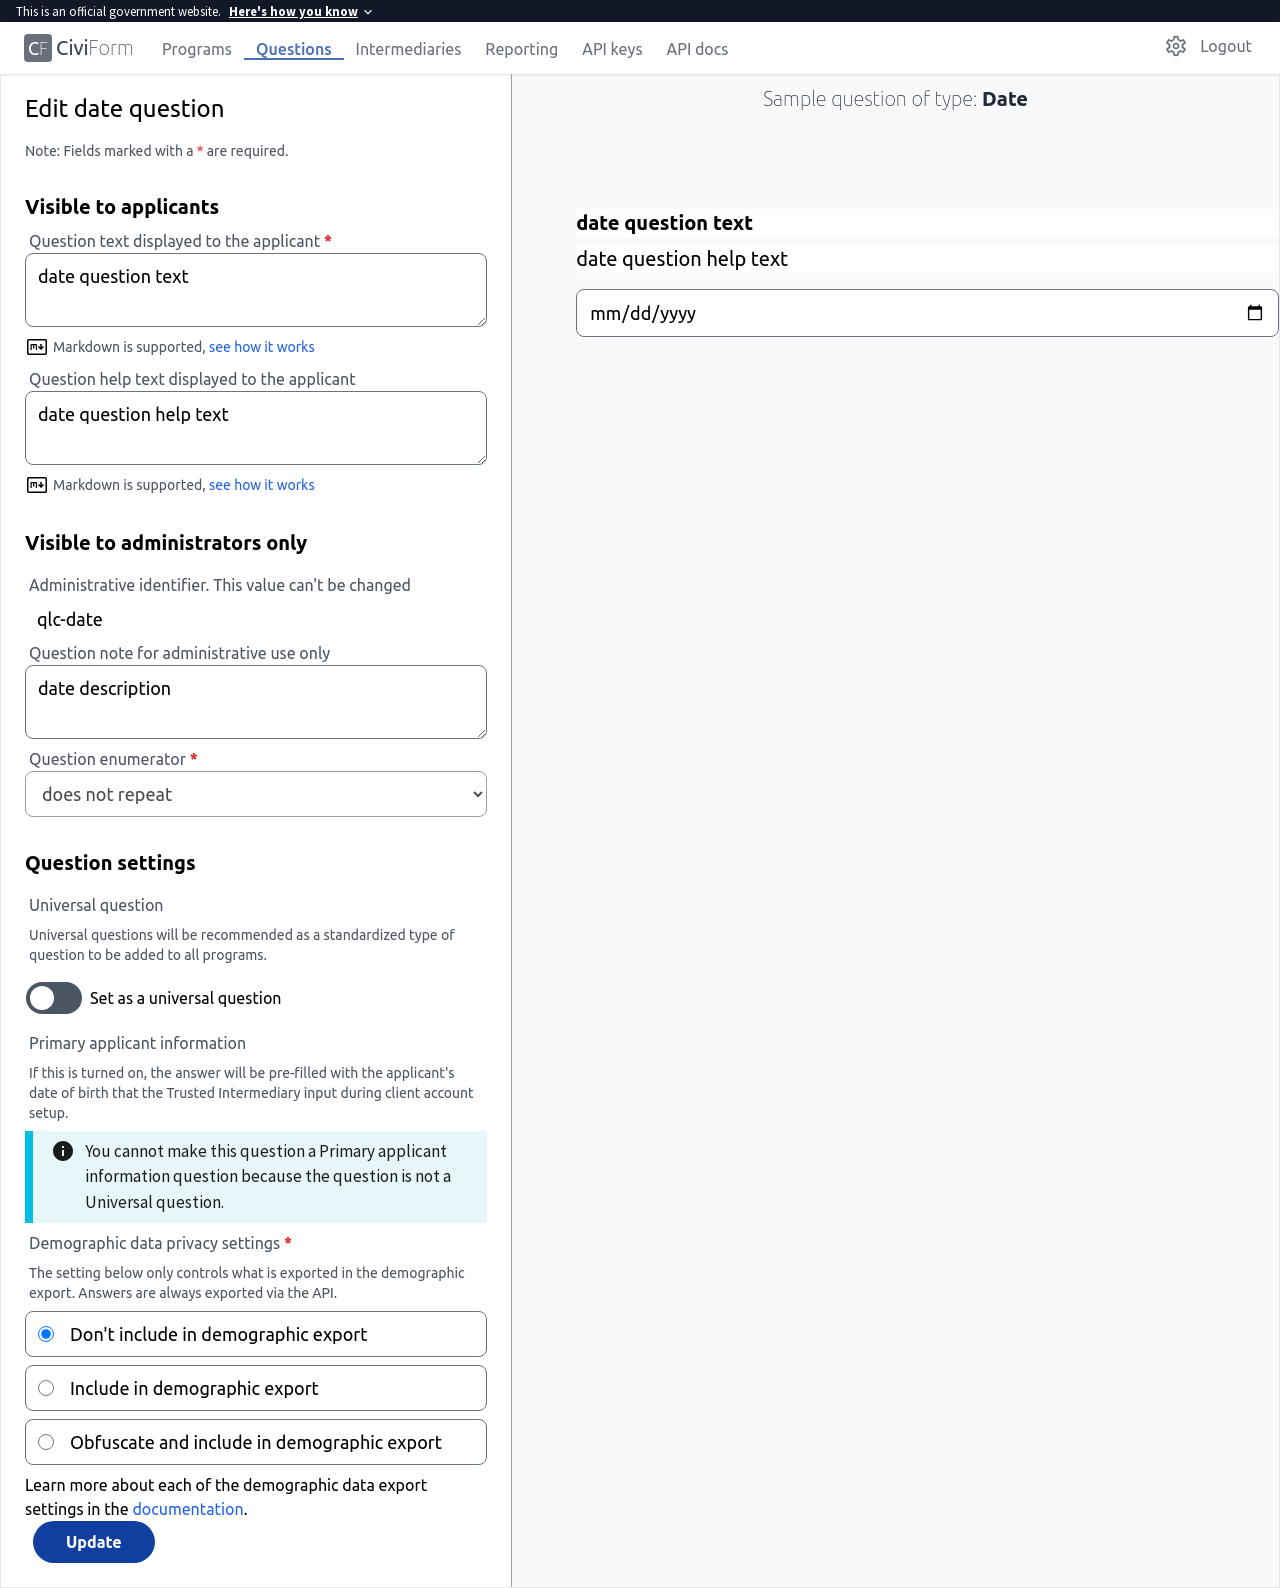 This is an official government website. Here's how you know
CF CiviForm Programs Questions Intermediaries Reporting API keys API docs Logout
Edit date question
Note: Fields marked with a * are required.
Visible to applicants
Question text displayed to the applicant *
date question text
Markdown is supported, see how it works
Question help text displayed to the applicant
date question help text
Markdown is supported, see how it works
Visible to administrators only
Administrative identifier. This value can't be changed
qlc-date
Question note for administrative use only
date description
Question enumerator *
does not repeat
Question settings
Universal question
Universal questions will be recommended as a standardized type of
question to be added to all programs.
Set as a universal question
Primary applicant information
If this is turned on, the answer will be pre-filled with the applicant's
date of birth that the Trusted Intermediary input during client account
setup.
You cannot make this question a Primary applicant
information question because the question is not a
Universal question.
Demographic data privacy settings *
The setting below only controls what is exported in the demographic
export. Answers are always exported via the API.
Don't include in demographic export
Include in demographic export
Obfuscate and include in demographic export
Learn more about each of the demographic data export
settings in the documentation.
Update
Sample question of type: Date
date question text
date question help text
mm/dd/yyyy